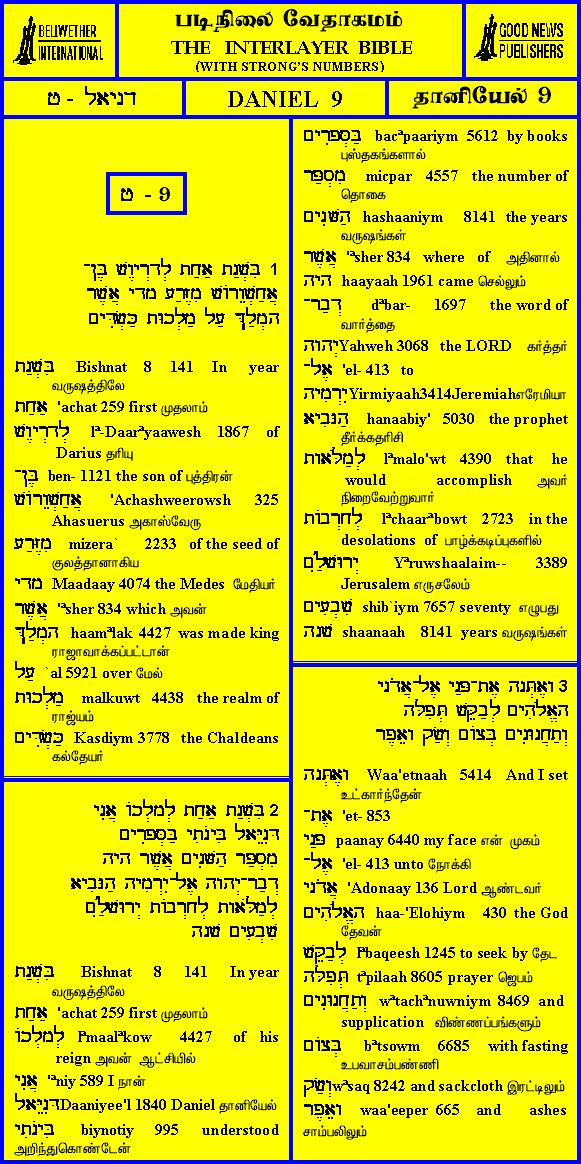 BELLWETHER
INTERNATIONAL
படிநிலை வேதாகமம்
THE INTERLAYER BIBLE
(WITH STRONG'S NUMBERS)
GOOD NEWS
PUBLISHERS
דניאל - ט
DANIEL 9
தானியேல் 9
ט - 9
1 בִּשְׁנַת אַחַת לְדָרְיָוֶשׁ בֶּן־
אֲחַשְׁוֵרוֹשׁ מִזֶּרַע מָדָי אֲשֶׁר
הָמְלַךְ עַל מַלְכוּת כַּשְׂדִּים
בִּשְׁנַת Bishnat 8 141 In year
வருஷத்திலே
אַחַת 'achat 259 first முதலாம்
לְדָרְיָוֶשׁ lª-Daarªyaawesh 1867 of
Darius தரியு
בֶּן־ ben- 1121 the son of புத்திரன்
אֲחַשְׁוֵרוֹשׁ 'Achashweerowsh 325
Ahasuerus அகாஸ்வேரு
מִזֶּרַע mizera` 2233 of the seed of
குலத்தானாகிய
מָדָי Maadaay 4074 the Medes மேதியர்
אֲשֶׁר 'ªsher 834 which அவன்
הָמְלַךְ haamªlak 4427 was made king
ராஜாவாக்கப்பட்டான்
עַל `al 5921 over மேல்
מַלְכוּת malkuwt 4438 the realm of
ராஜ்யம்
כַּשְׂדִּים Kasdiym 3778 the Chaldeans
கல்தேயர்
2 בִּשְׁנַת אַחַת לְמָלְכוֹ אֲנִי
דָּנִיֵּאל בִּינֹתִי בַּסְּפָרִים
מִסְפַּר הַשָּׁנִים אֲשֶׁר הָיָה
דְבַר־יְהוָה אֶל־יִרְמִיָה הַנָּבִיא
לְמַלֹּאות לְחָרְבוֹת יְרוּשָׁלַםִ
שִׁבְעִים שָׁנָה
בִּשְׁנַת Bishnat 8 141 In year
வருஷத்திலே
אַחַת 'achat 259 first முதலாம்
לְמָלְכוֹ lªmaalªkow 4427 of his
reign அவன் ஆட்சியில்
אֲנִי 'ªniy 589 I நான்
דָּנִיֵּאל Daaniyee'l 1840 Daniel தானியேல்
בִּינֹתִי biynotiy 995 understood
அறிந்துகொண்டேன்
בַּסְּפָרִים bacªpaariym 5612 by books
புஸ்தகங்களால்
מִסְפַּר micpar 4557 the number of
தொகை
הַשָּׁנִים hashaaniym 8141 the years
வருஷங்கள்
אֲשֶׁר 'ªsher 834 where of அதினால்
הָיָה haayaah 1961 came செல்லும்
דְבַר־ dªbar- 1697 the word of
வார்த்தை
יְהוָה Yahweh 3068 the LORD கர்த்தர்
אֶל־ 'el- 413 to
יִרְמִיָה Yirmiyaah3414Jeremiahஎரேமியா
הַנָּבִיא hanaabiy' 5030 the prophet
தீர்க்கதரிசி
לְמַלֹּאות lªmalo'wt 4390 that he
would accomplish அவர்
நிறைவேற்றுவார்
לְחָרְבוֹת lªchaarªbowt 2723 in the
desolations of பாழ்க்கடிப்புகளில்
יְרוּשָׁלַםִ Yªruwshaalaim-- 3389
Jerusalem எருசலேம்
שִׁבְעִים shib`iym 7657 seventy எழுபது
שָׁנָה shaanaah 8141 years வருஷங்கள்
3 וָאֶתְּנָה אֶת־פָּנַי אֶל־אֲדֹנָי
הָאֱלֹהִים לְבַקֵּשׁ תְּפִלָּה
וְתַחֲנוּנִים בְּצוֹם וְשַׂק וָאֵפֶר
וָאֶתְּנָה Waa'etnaah 5414 And I set
உட்கார்ந்தேன்
אֶת־ 'et- 853
פָּנַי paanay 6440 my face என் முகம்
אֶל־ 'el- 413 unto நோக்கி
אֲדֹנָי 'Adonaay 136 Lord ஆண்டவர்
הָאֱלֹהִים haa-'Elohiym 430 the God
தேவன்
לְבַקֵּשׁ lªbaqeesh 1245 to seek by தேட
תְּפִלָּה tªpilaah 8605 prayer ஜெபம்
וְתַחֲנוּנִים wªtachªnuwniym 8469 and
supplication விண்ணப்பங்களும்
בְּצוֹם bªtsowm 6685 with fasting
உபவாசம்பண்ணி
וְשַׂק wªsaq 8242 and sackcloth இரட்டிலும்
וָאֵפֶר waa'eeper 665 and ashes
சாம்பலிலும்